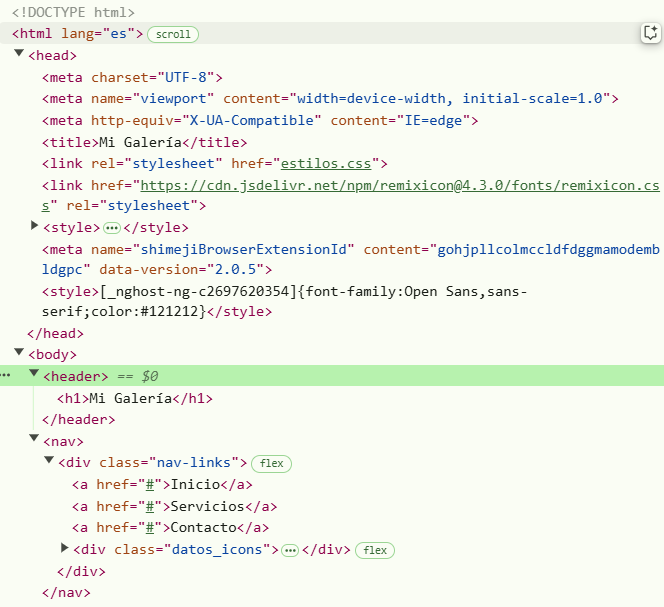 <!DOCTYPE html>
<html lang="es"> scroll
<head>
<meta charset="UTF-8">
<meta name="viewport" content="width=device-width, initial-scale=1.0">
<meta http-equiv="X-UA-Compatible" content="IE=edge">
<title>Mi Galería</title>
<link rel="stylesheet" href="estilos.css">
<link href="https://cdn.jsdelivr.net/npm/remixicon@4.3.0/fonts/remixicon.cs
s" rel="stylesheet">
<style>⋯</style>
<meta name="shimejiBrowserExtensionId" content="gohjpllcolmccldfdggmamodemb
ldgpc" data-version="2.0.5">
<style>[_nghost-ng-c2697620354]{font-family:Open Sans,sans-
serif;color:#121212}</style>
</head>
<body>
<header> == $0
<h1>Mi Galería</h1>
</header>
<nav>
<div class="nav-links"> flex
<a href="#">Inicio</a>
<a href="#">Servicios</a>
<a href="#">Contacto</a>
<div class="datos_icons">⋯</div> flex
</div>
</nav>